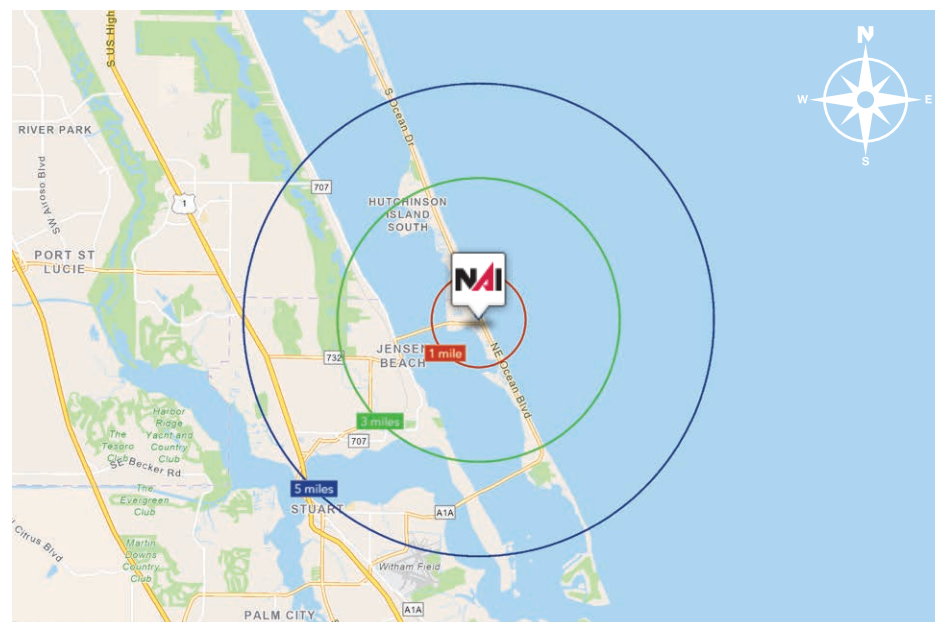 S US High
N
W
E
S
RIVER PARK
S Ocean Dr
707
SW Airoso Blvd
1
HUTCHINSON
ISLAND
SOUTH
PORT ST
LUCIE
NAI
732
JENSEN
BEACH
1 mile
NE Ocean Blvd
3 miles
707
Harbor
Ridge
Yacht and
Country
Club
The
Tesoro
Club
SE Becker Rd.
5 miles
The
Evergreen
Club
STUART
A1A
Citrus Blvd
Martin
Downs
Country
Club
Witham Field
A1A
PALM CITY